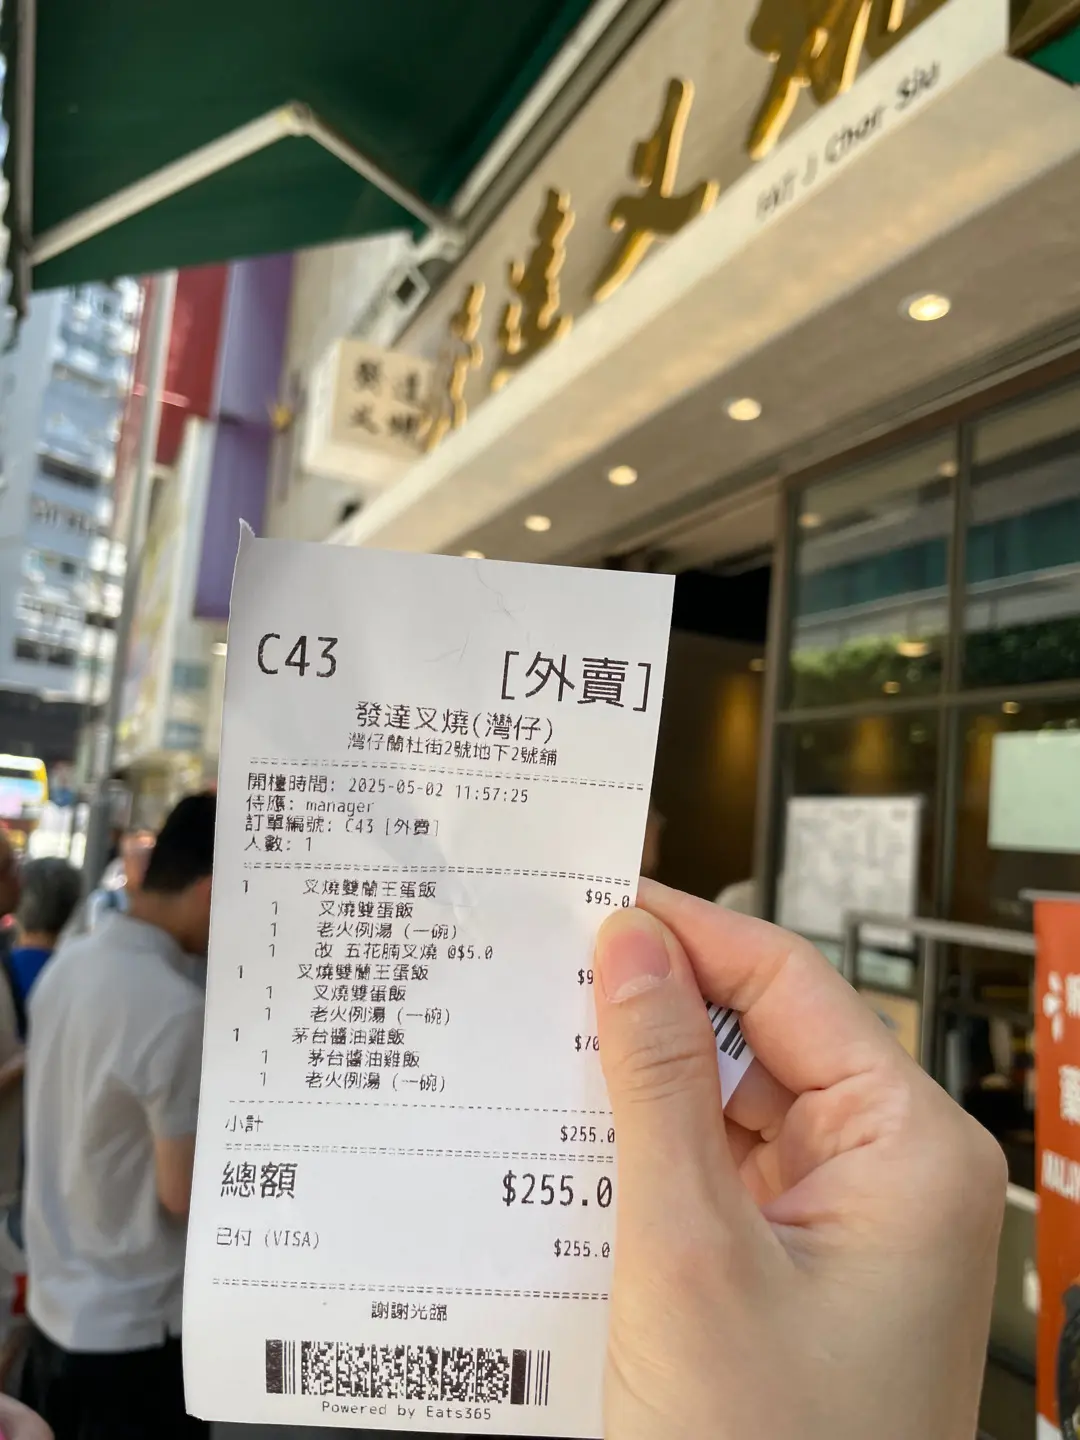 大
Char Siu
C43
[外賣]
發達叉燒(灣仔)
灣仔蘭杜街2號地下2號舖
開檯時間: 2025-05-02 11:57:25
侍應: manager
訂單編號: C43 [外賣]
人數: 1
1 叉燒雙蘭王蛋飯 $95.0
1 叉燒雙蛋飯
1 老火例湯 (一碗)
1 改 五花腩叉燒 @$5.0
1 叉燒雙蘭王蛋飯 $9
1 叉燒雙蛋飯
1 老火例湯 (一碗)
1 茅台醬油雞飯 $70
1 茅台醬油雞飯
1 老火例湯 (一碗)
小計 $255.0
總額 $255.0
已付 (VISA) $255.0
謝謝光臨
Powered by Eats365